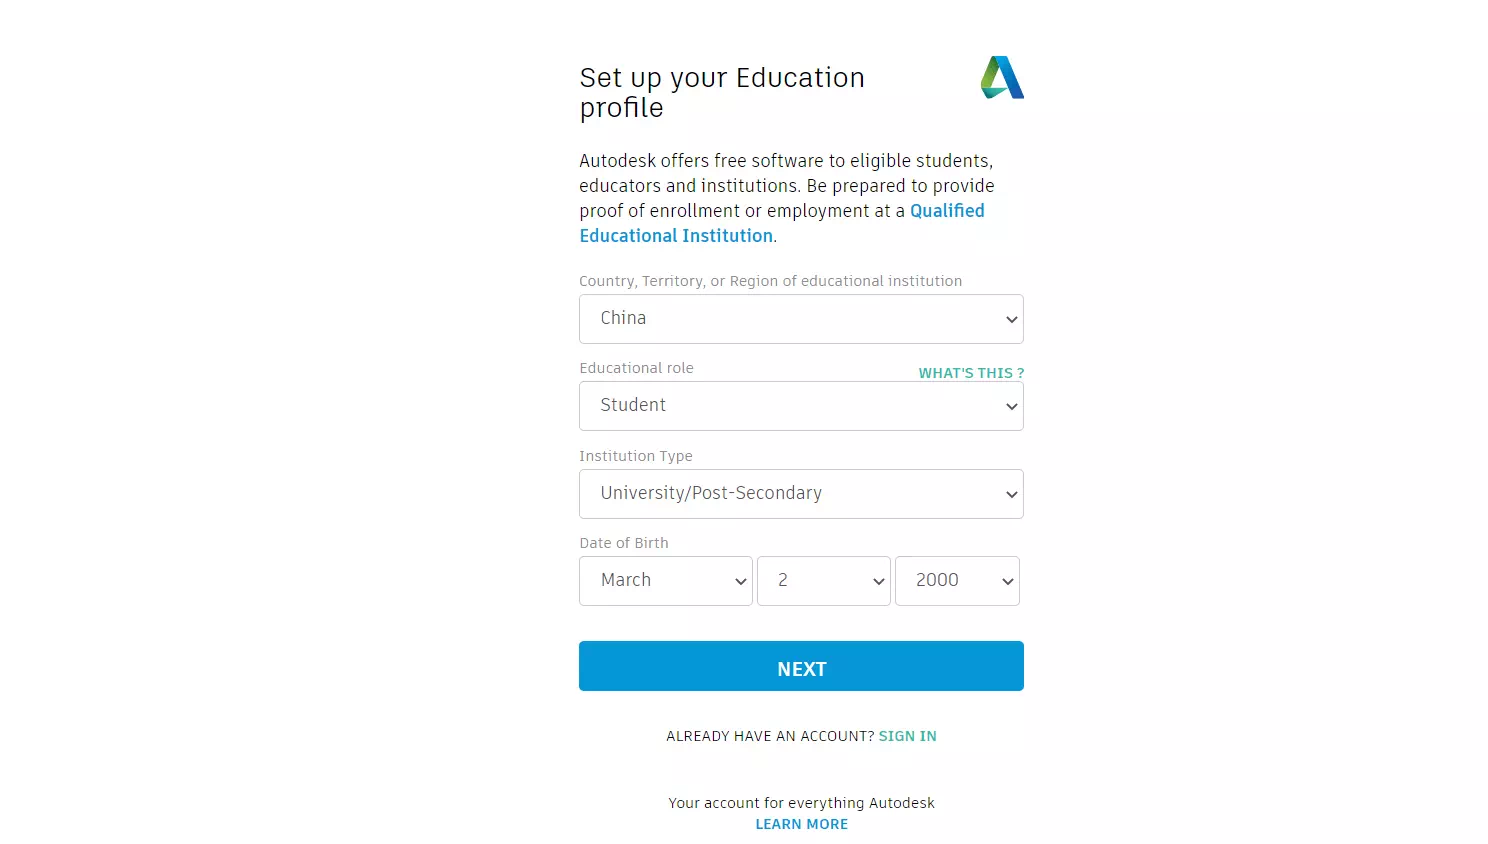 Set up your Education
profile
Autodesk offers free software to eligible students,
educators and institutions. Be prepared to provide
proof of enrollment or employment at a Qualified
Educational Institution.
Country, Territory, or Region of educational institution
China
Educational role
WHAT'S THIS ?
Student
Institution Type
University/Post-Secondary
Date of Birth
March 2 2000
NEXT
ALREADY HAVE AN ACCOUNT? SIGN IN
Your account for everything Autodesk
LEARN MORE